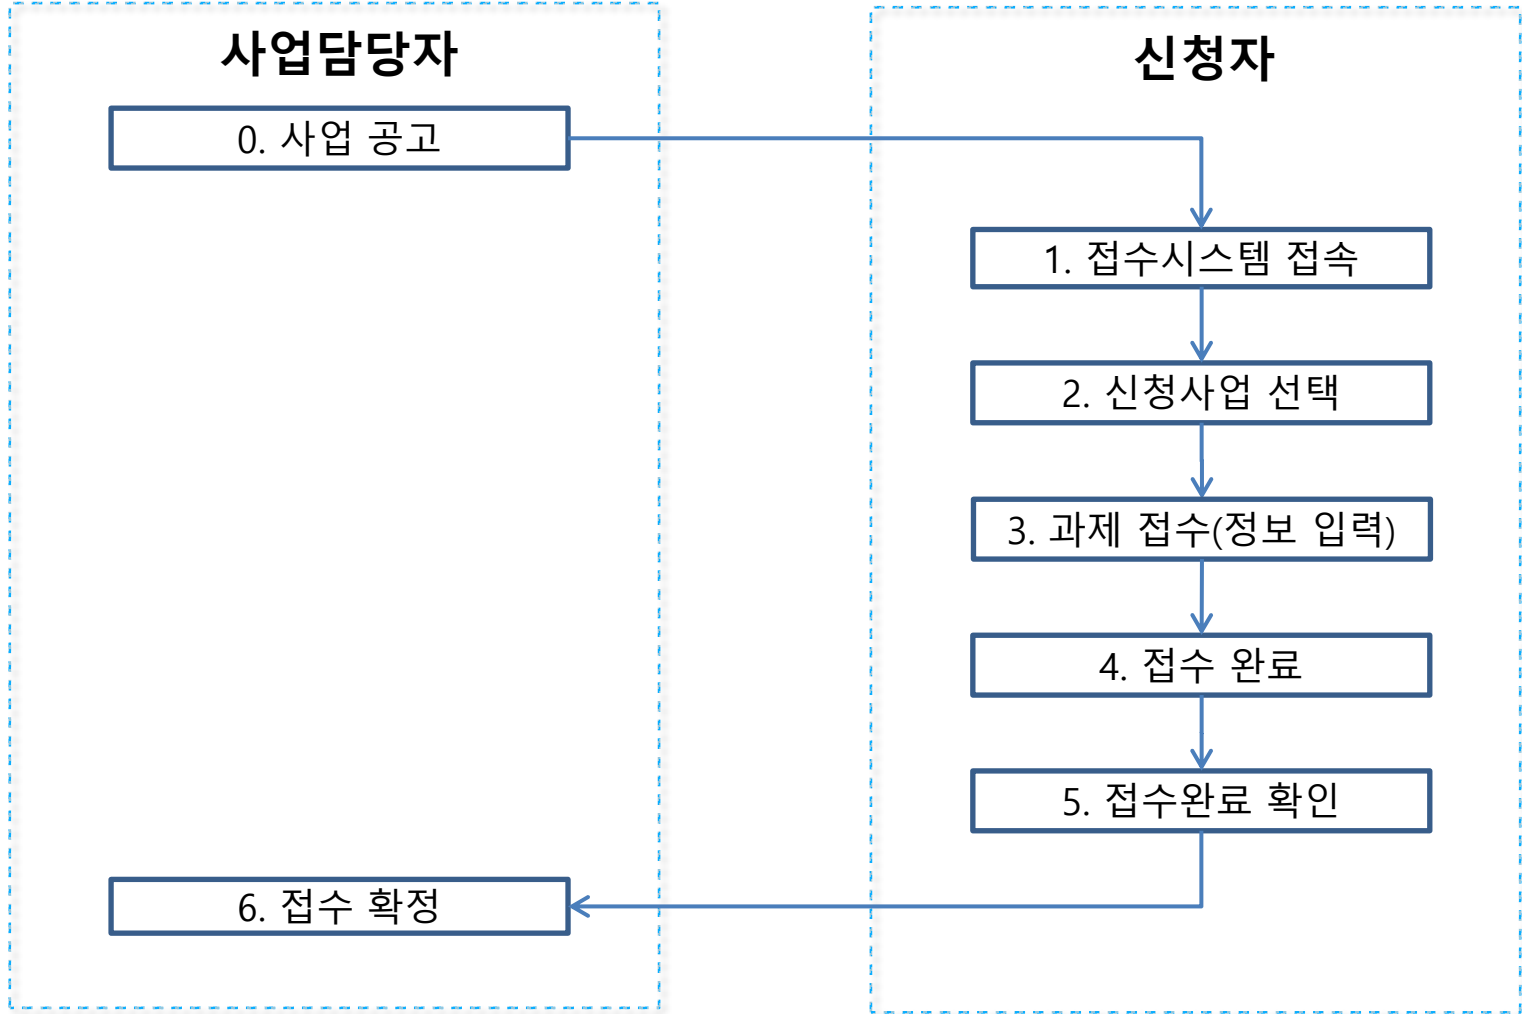 사업담당자
0. 사업 공고
신청자
1. 접수시스템 접속
2. 신청사업 선택
3. 과제 접수(정보 입력)
4. 접수 완료
5. 접수완료 확인
6. 접수 확정